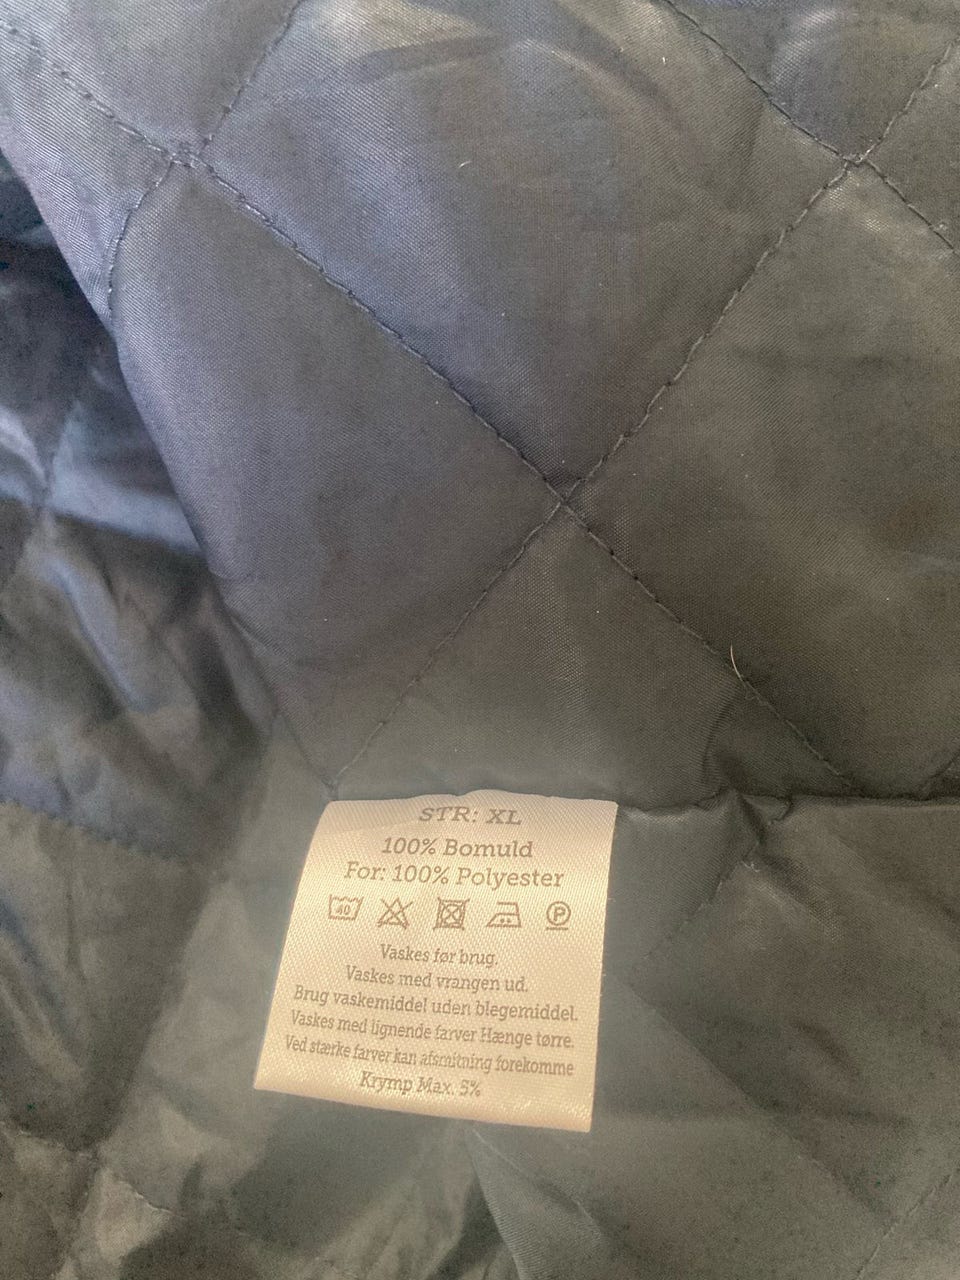 STR: XL
100% Bomuld
For: 100% Polyester
40 P
Vaskes før brug.
Vaskes med vrangen ud.
Brug vaskemiddel uden blegemiddel.
Vaskes med lignende farver Hænge tørre.
Ved stærke farver kan afsmitning forekomme
Krymp Max. 5%